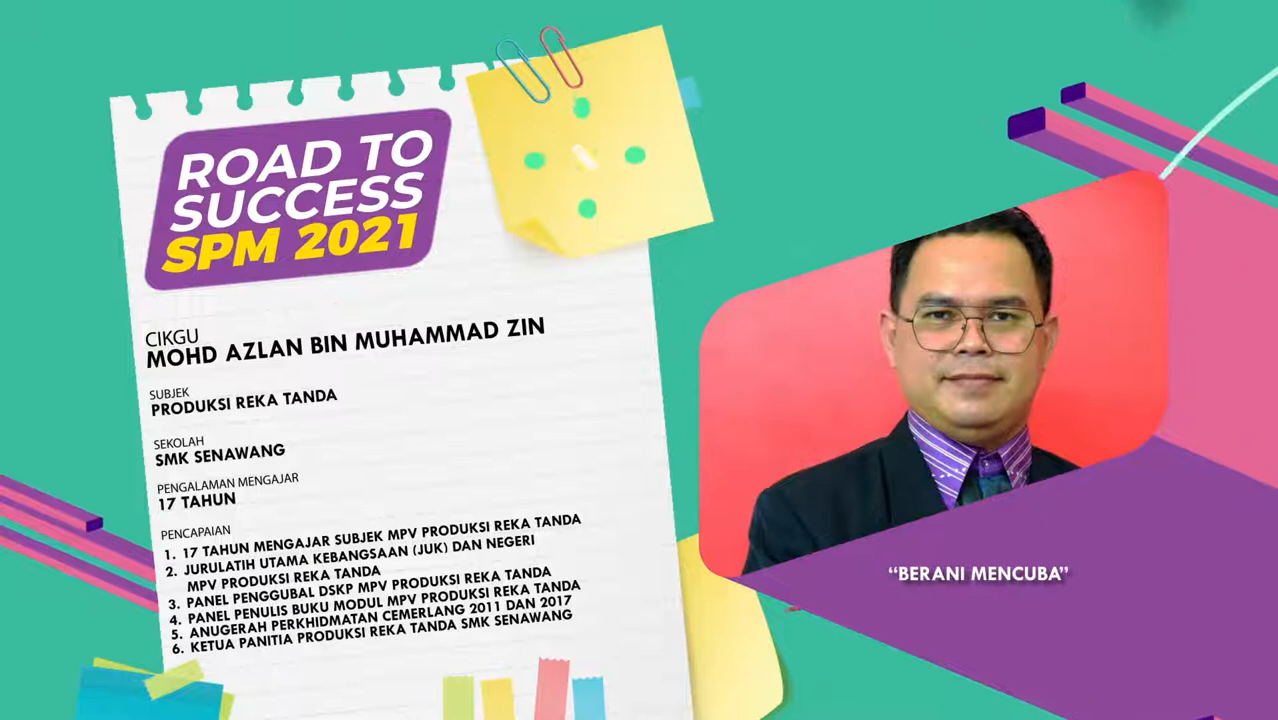 ROAD TO
SUCCESS
SPM 2021
CIKGU
MOHD AZLAN BIN MUHAMMAD ZIN
SUBJEK
PRODUKSI REKA TANDA
SEKOLAH
SMK SENAWANG
PENGALAMAN MENGAJAR
17 TAHUN
PENCAPAIAN
1. 17 TAHUN MENGAJAR SUBJEK MPV PRODUKSI REKA TANDA
2. JURULATIH UTAMA KEBANGSAAN (JUK) DAN NEGERI
MPV PRODUKSI REKA TANDA
3. PANEL PENGGUBAL DSKP MPV PRODUKSI REKA TANDA
4. PANEL PENULIS BUKU MODUL MPV PRODUKSI REKA TANDA
5. ANUGERAH PERKHIDMATAN CEMERLANG 2011 DAN 2017
6. KETUA PANITIA PRODUKSI REKA TANDA SMK SENAWANG
“BERANI MENCUBA”